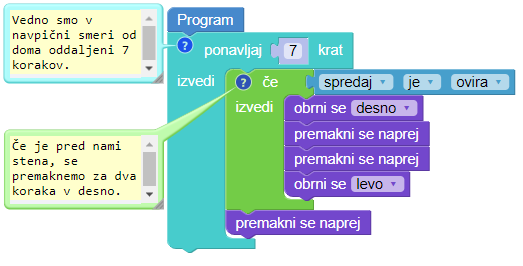 Vedno smo v
navpični smeri od
doma oddaljeni 7
korakov.
Program
? ponavljaj 7 krat
izvedi ? če spredaj je ovira
izvedi obrni se desno
premakni se naprej
premakni se naprej
obrni se levo
premakni se naprej
Če je pred nami
stena, se
premaknemo za dva
koraka v desno.